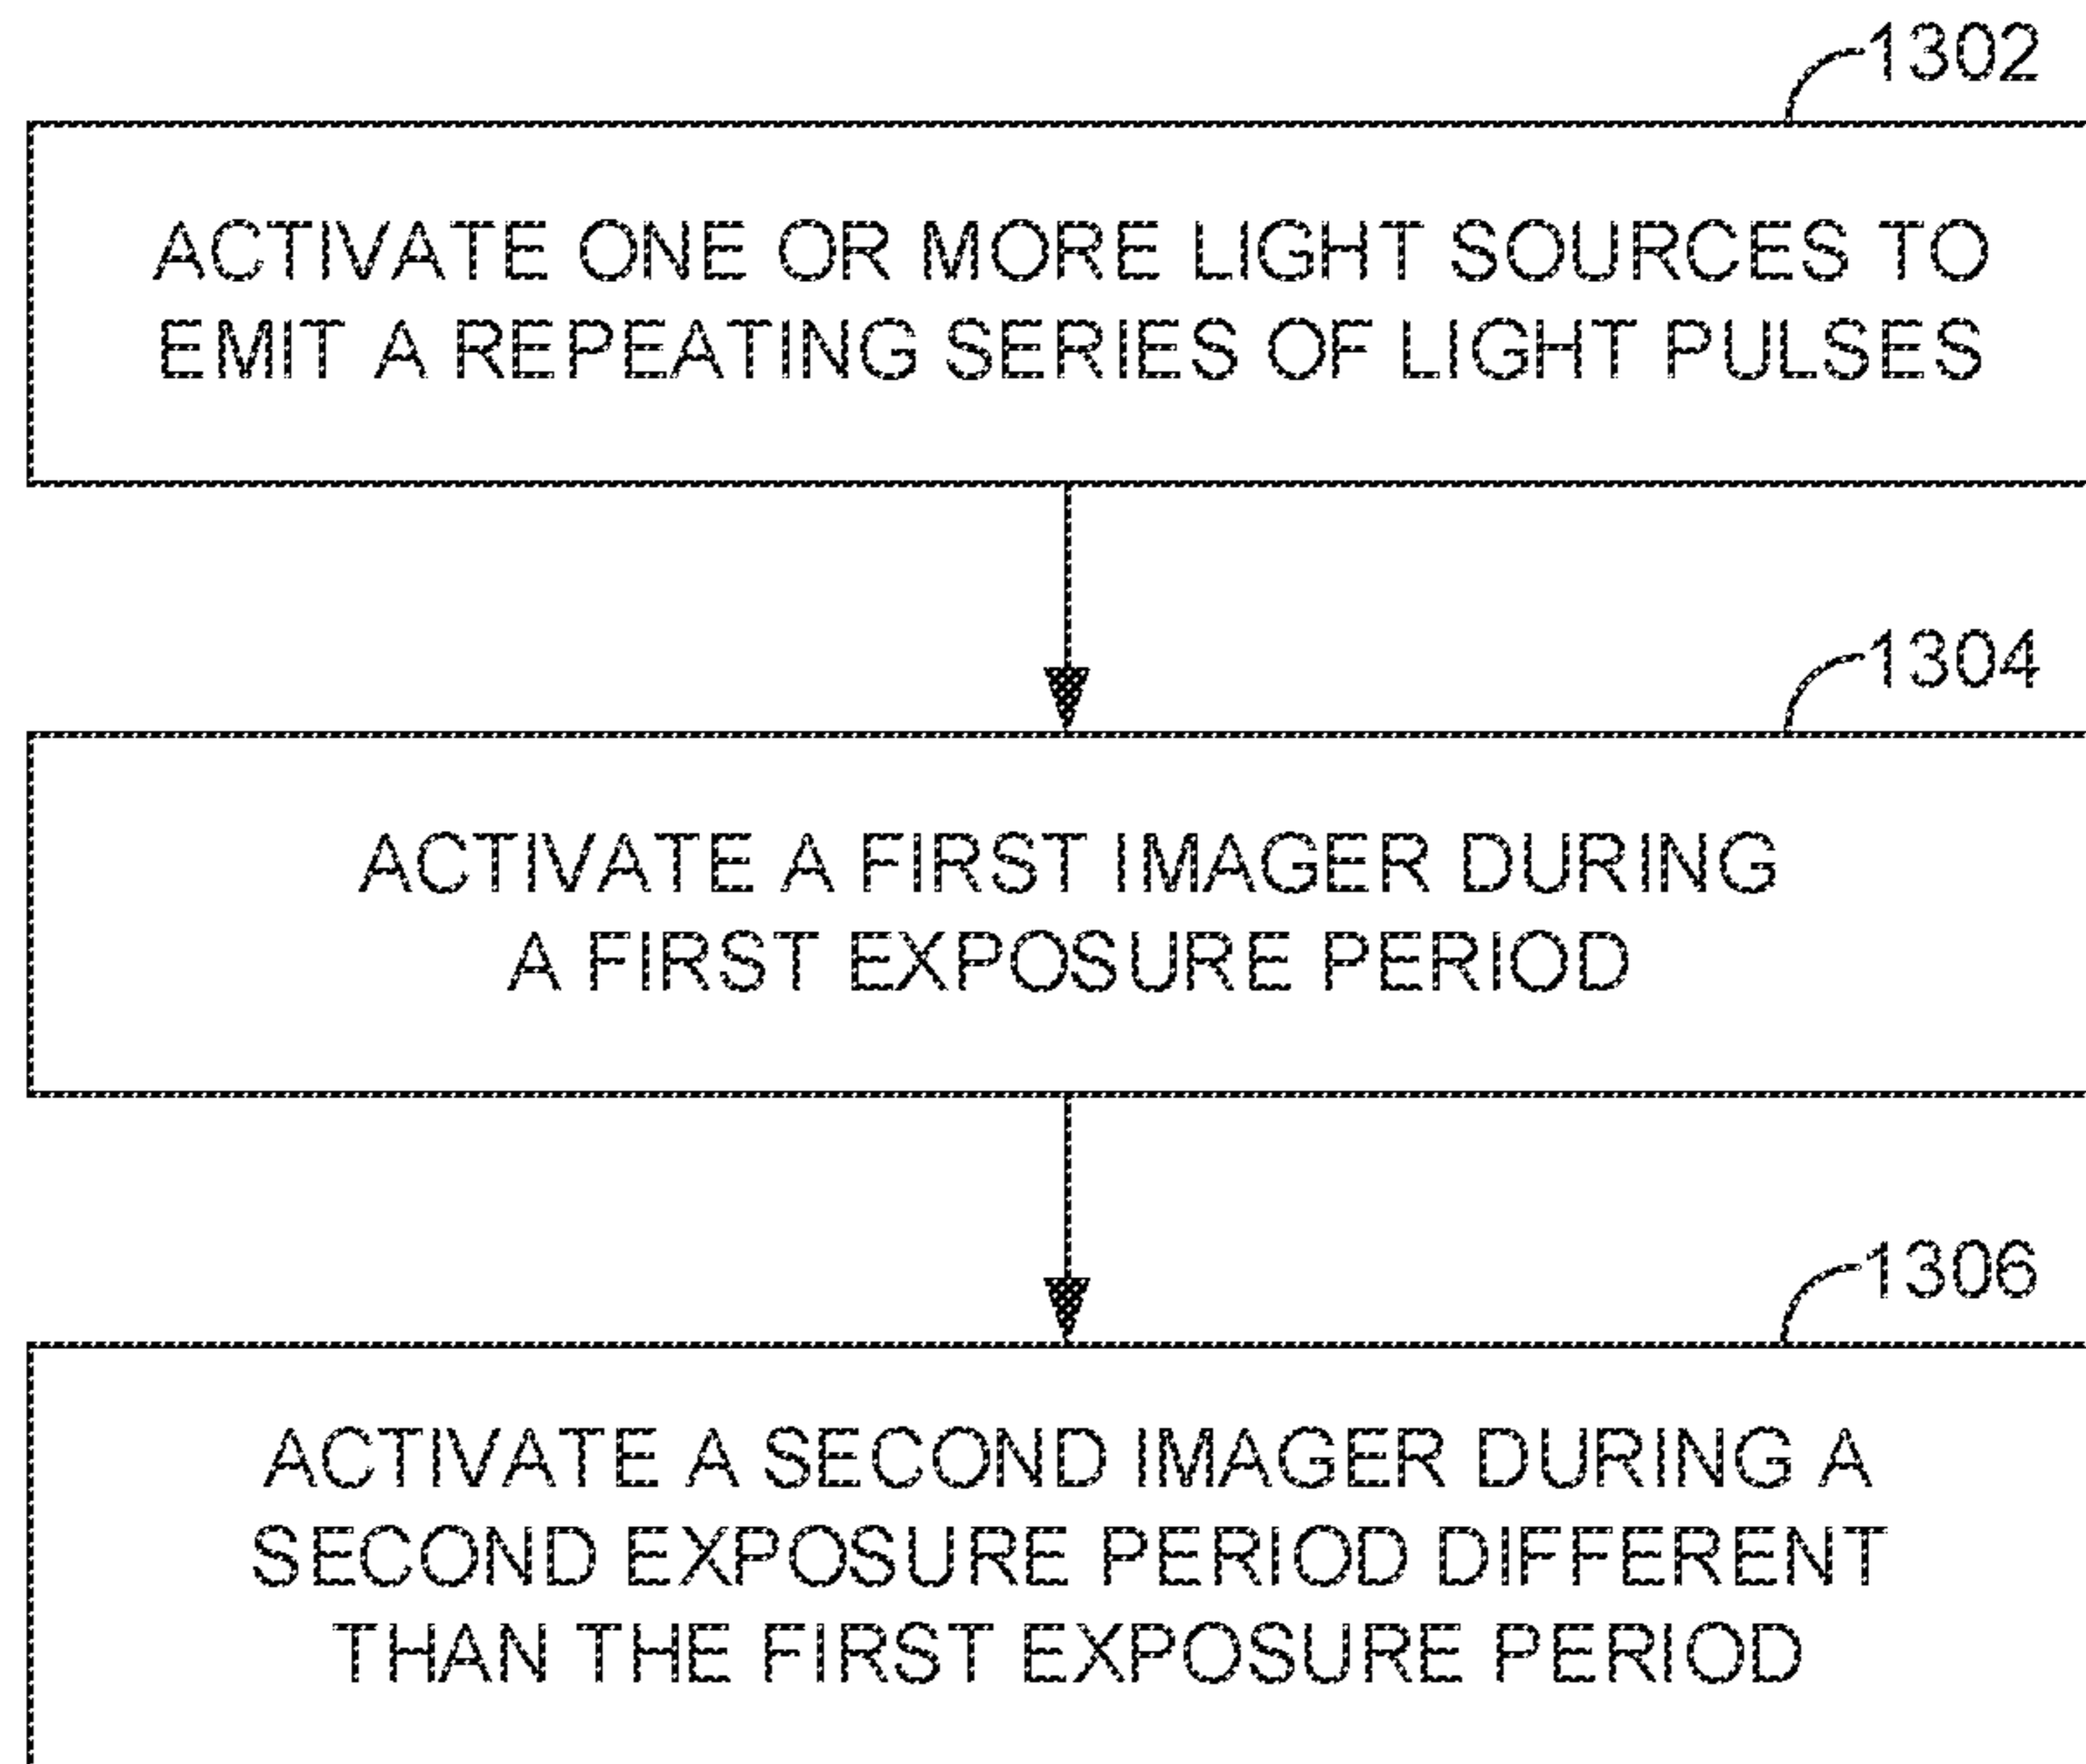 1302
ACTIVATE ONE OR MORE LIGHT SOURCES TO
EMIT A REPEATING SERIES OF LIGHT PULSES
1304
ACTIVATE A FIRST IMAGER DURING
A FIRST EXPOSURE PERIOD
1306
ACTIVATE A SECOND IMAGER DURING A
SECOND EXPOSURE PERIOD DIFFERENT
THAN THE FIRST EXPOSURE PERIOD